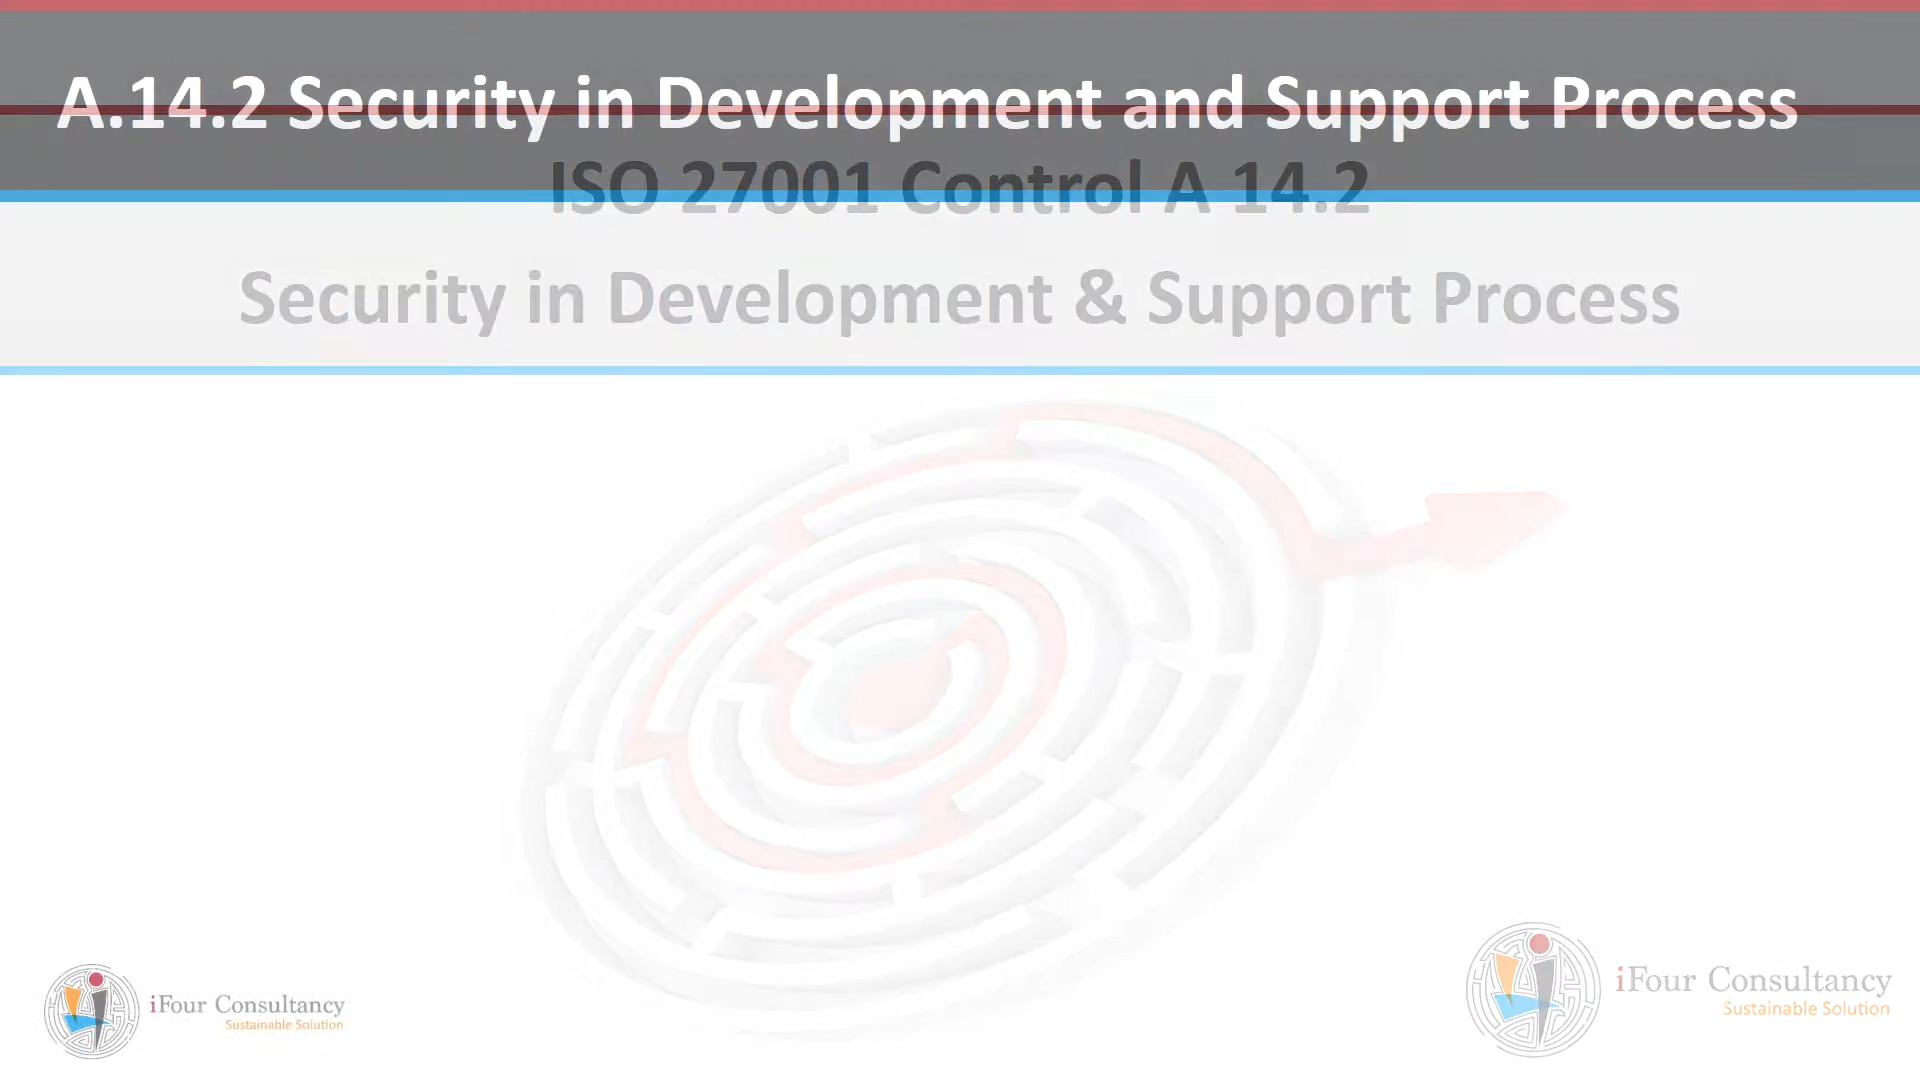 A.14.2 Security in Development and Support Process
ISO 27001 Control A 14.2
Security in Development & Support Process
iFour Consultancy
Sustainable Solution
iFour Consultancy
Sustainable Solution